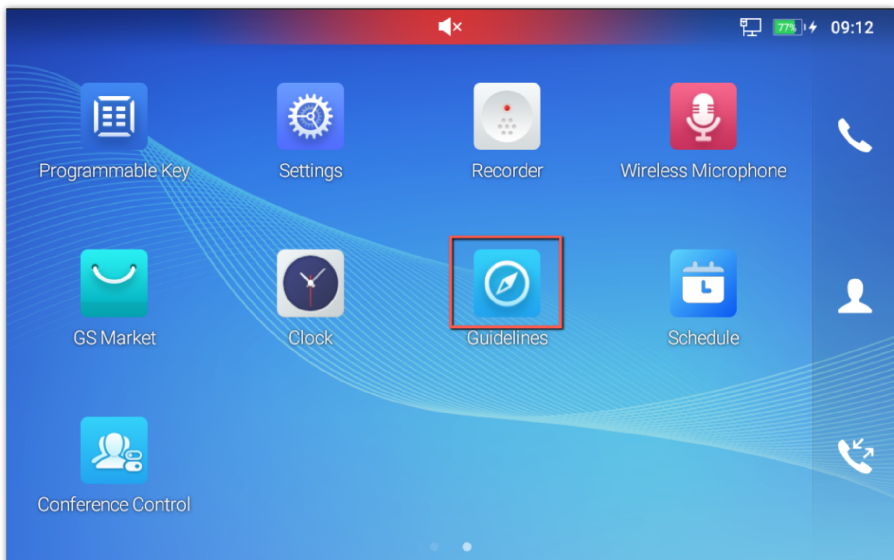 77% 09:12
Programmable Key Settings Recorder Wireless Microphone
GS Market Clock Guidelines Schedule
Conference Control